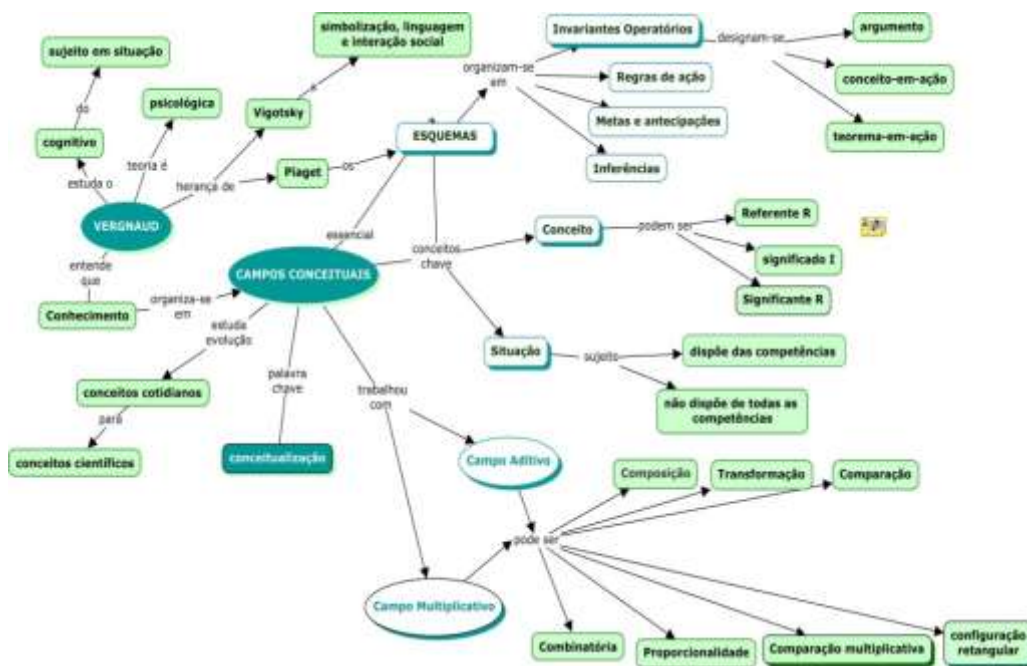 simbolização, linguagem
e interação social
sujeito em situação
do
cognitivo
estuda o
psicológica
teoria é
Vigotsky
a
herança de
Piaget
os
VERGNAUD
entende
que
Conhecimento
organiza-se
em
CAMPOS CONCEITUAIS
essencial
ESQUEMAS
organizam-se
em
Invariantes Operatórios
designam-se
argumento
conceito-em-ação
teorema-em-ação
Regras de ação
Metas e antecipações
Inferências
conceitos
chave
Conceito
podem ser
Referente R
significado I
Significante R
Situação
sujeito
dispõe das competências
não dispõe de todas as
competências
estuda
evolução
conceitos cotidianos
para
conceitos científicos
palavra
chave
conceitualização
trabalhou
com
Campo Aditivo
Campo Multiplicativo
pode ser
Composição
Transformação
Comparação
Combinatória
Proporcionalidade
Comparação multiplicativa
configuração
retangular